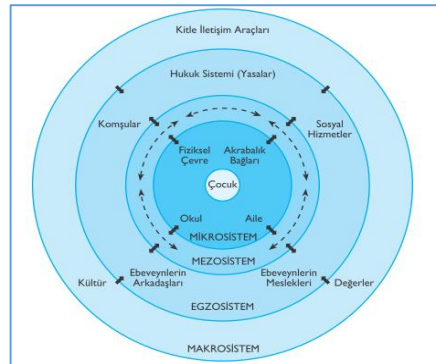 Kitle İletişim Araçları
Hukuk Sistemi (Yasalar)
Komşular
Sosyal
Hizmetler
Fiziksel
Çevre
Akrabalık
Bağları
Çocuk
Okul
Aile
MİKROSİSTEM
MEZOSİSTEM
Kültür
Ebeveynlerin
Arkadaşları
Ebeveynlerin
Meslekleri
Değerler
EGZOSİSTEM
MAKROSİSTEM